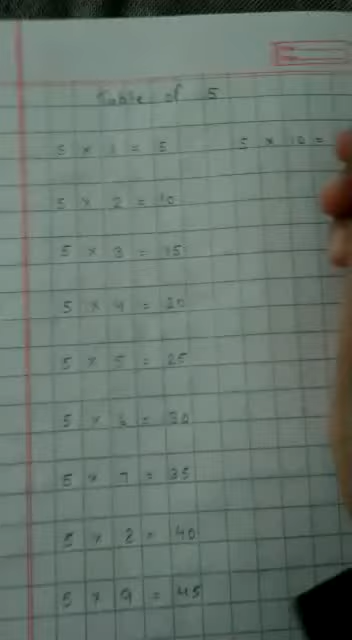 Table of 5
5 × 1 = 5
5 × 2 = 10
5 × 3 = 15
5 × 4 = 20
5 × 5 = 25
5 × 6 = 30
5 × 7 = 35
5 × 8 = 40
5 × 9 = 45
5 × 10 =